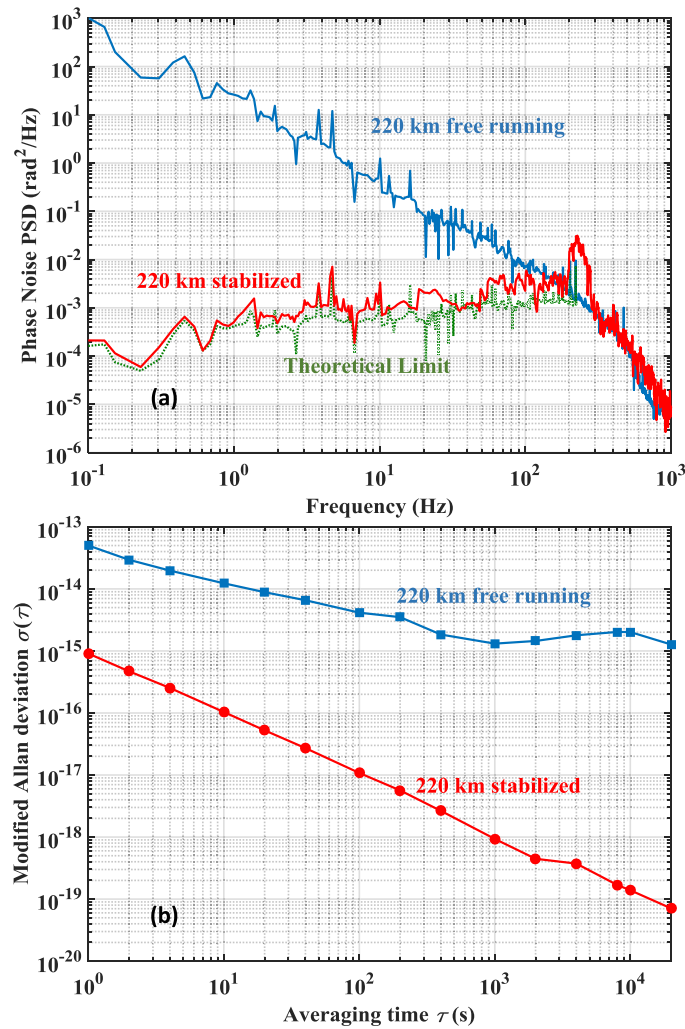 10^3
10^2
10^1
10^0
10^-1
10^-2
10^-3
10^-4
10^-5
10^-6
Phase Noise PSD (rad^2/Hz)
220 km free running
220 km stabilized
Theoretical Limit
(a)
10^-1 10^0 10^1 10^2 10^3
Frequency (Hz)
10^-13
10^-14
10^-15
10^-16
10^-17
10^-18
10^-19
10^-20
Modified Allan deviation σ(τ)
220 km free running
220 km stabilized
(b)
10^0 10^1 10^2 10^3 10^4
Averaging time τ (s)